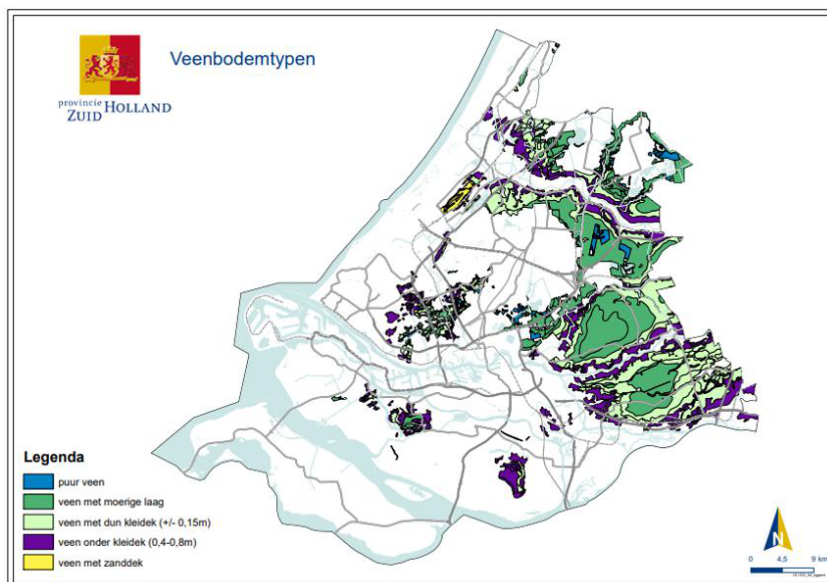 Veenbodemtypen
provincie
ZUID HOLLAND
Legenda
puur veen
veen met moerige laag
veen met dun kleidek (+/- 0,15m)
veen onder kleidek (0,4-0,8m)
veen met zanddek
N
0 4,5 9 km